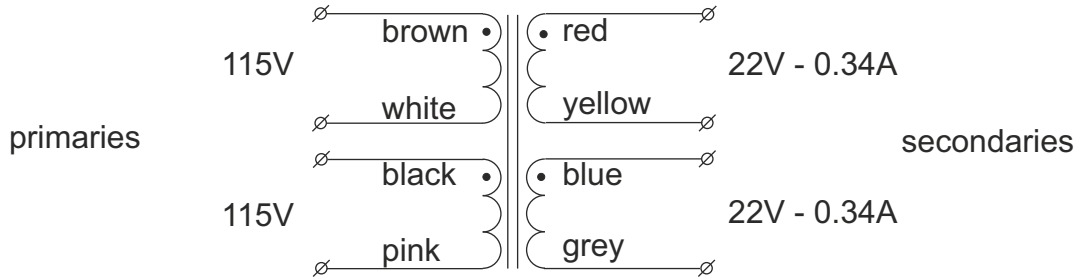 brown
red
115V
22V - 0.34A
white
yellow
primaries
secondaries
black
blue
115V
22V - 0.34A
pink
grey